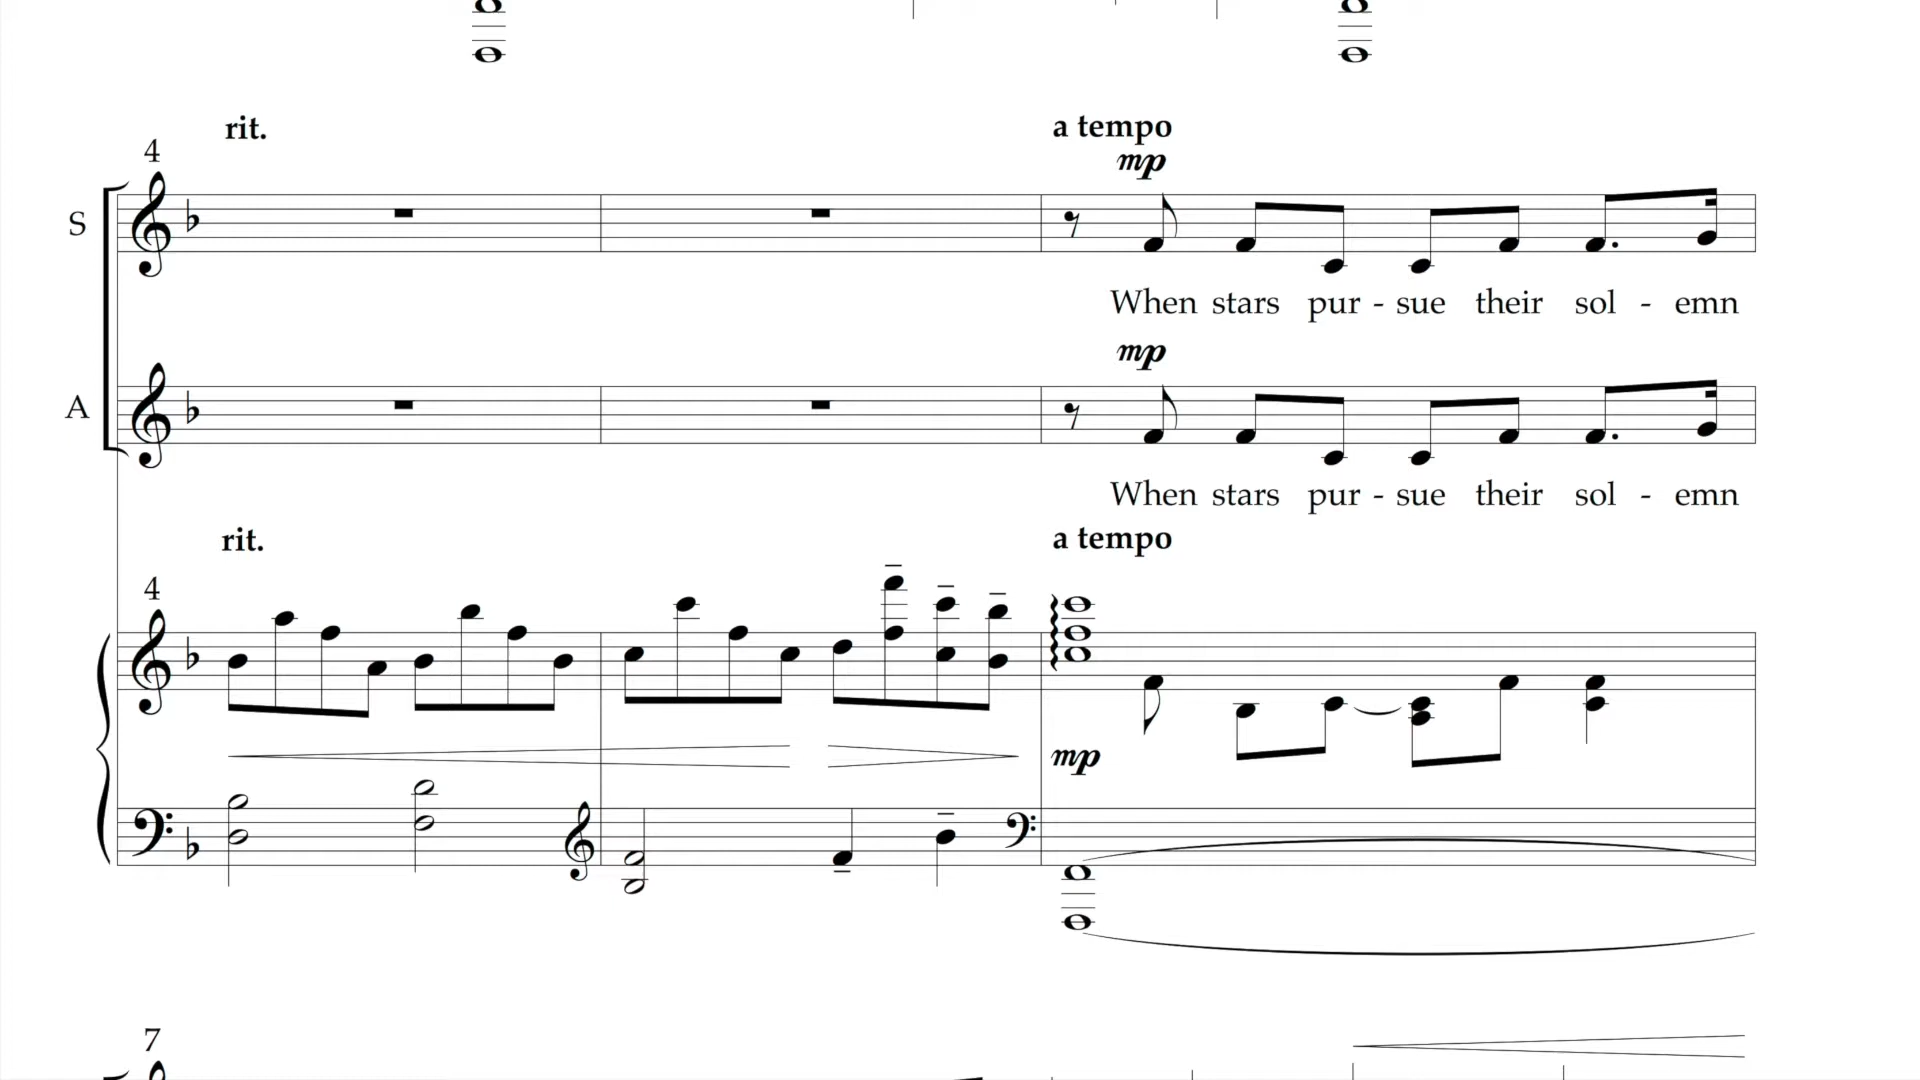 rit.
a tempo
4
mp
S
When stars pur - sue their sol - emn
mp
A
When stars pur - sue their sol - emn
rit.
a tempo
4
mp
7